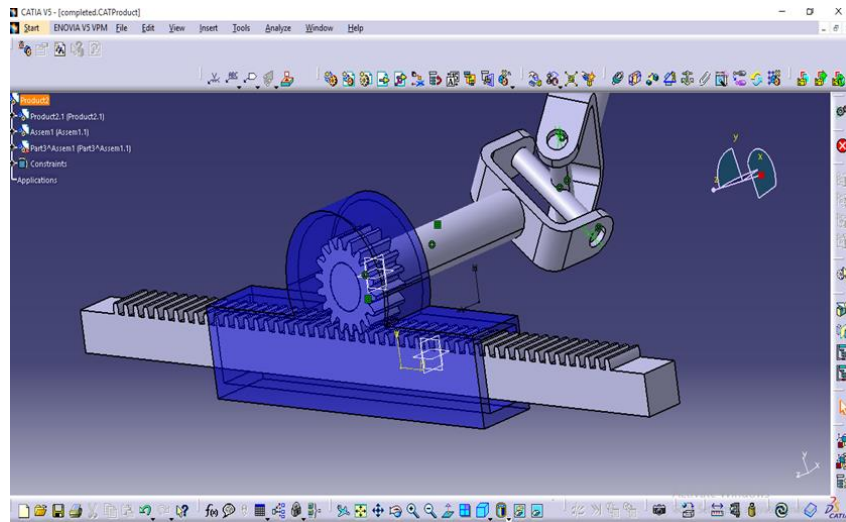 CATIA V5 - [completed.CATProduct]
Start ENOVIA V5 VPM File Edit View Insert Tools Analyze Window Help
Product2
Product2.1 (Product2.1)
Assem1 (Assem1.1)
Part3^Assem1 (Part3^Assem1.1)
Constraints
Applications
y
x
z
y
z x
f(x)
CATIA